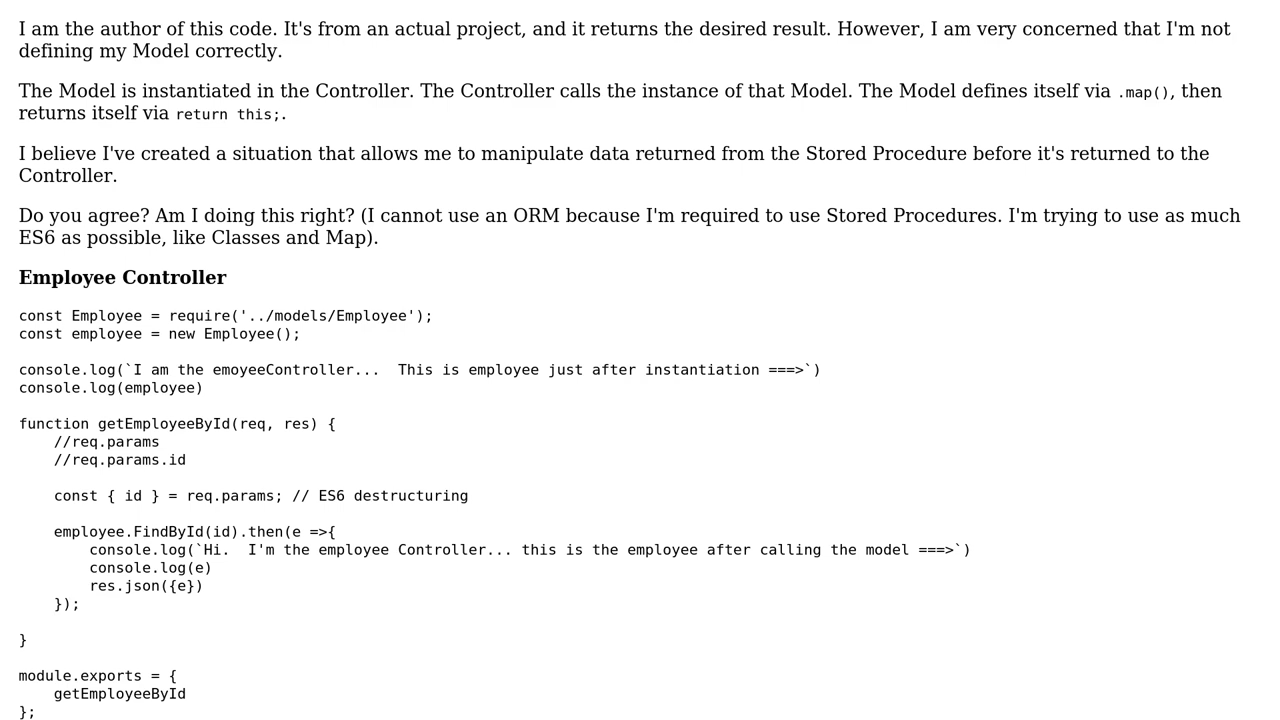 I am the author of this code. It's from an actual project, and it returns the desired result. However, I am very concerned that I'm not
defining my Model correctly.
The Model is instantiated in the Controller. The Controller calls the instance of that Model. The Model defines itself via .map(), then
returns itself via return this;.
I believe I've created a situation that allows me to manipulate data returned from the Stored Procedure before it's returned to the
Controller.
Do you agree? Am I doing this right? (I cannot use an ORM because I'm required to use Stored Procedures. I'm trying to use as much
ES6 as possible, like Classes and Map).
Employee Controller
const Employee = require('../models/Employee');
const employee = new Employee();
console.log(`I am the emoyeeController...  This is employee just after instantiation ===>`)
console.log(employee)
function getEmployeeById(req, res) {
    //req.params
    //req.params.id
    const { id } = req.params; // ES6 destructuring
    employee.FindById(id).then(e =>{
        console.log(`Hi.  I'm the employee Controller... this is the employee after calling the model ===>`)
        console.log(e)
        res.json({e})
    });
}
module.exports = {
    getEmployeeById
};